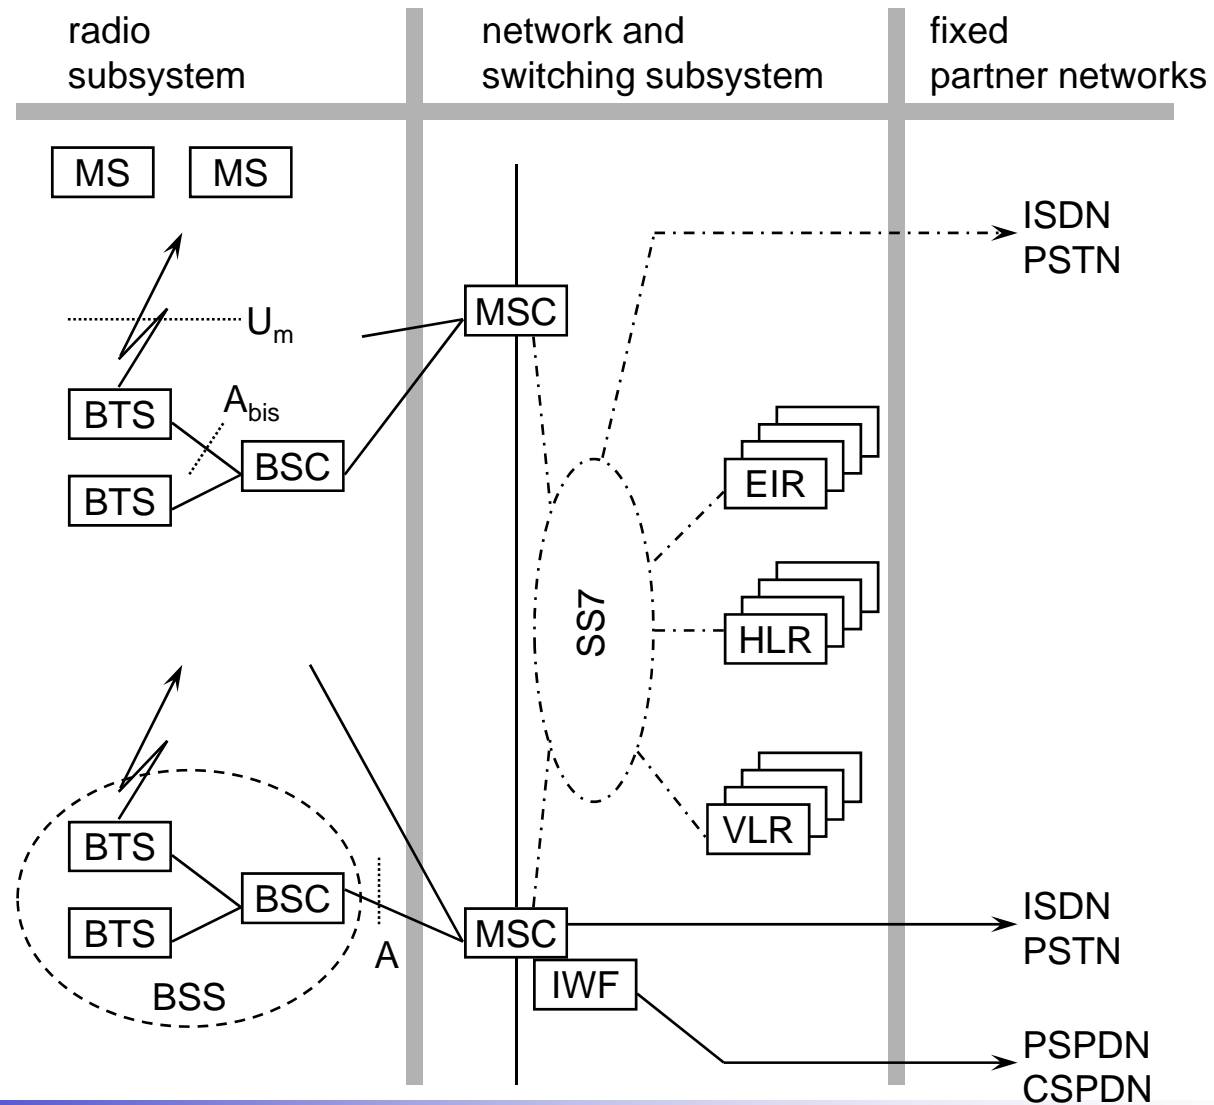 radio
subsystem
network and
switching subsystem
fixed
partner networks
MS
MS
ISDN
PSTN
MSC
Um
BTS
Abis
BSC
BTS
EIR
SS7
HLR
VLR
BTS
BSC
BTS
BSS
A
MSC
IWF
ISDN
PSTN
PSPDN
CSPDN